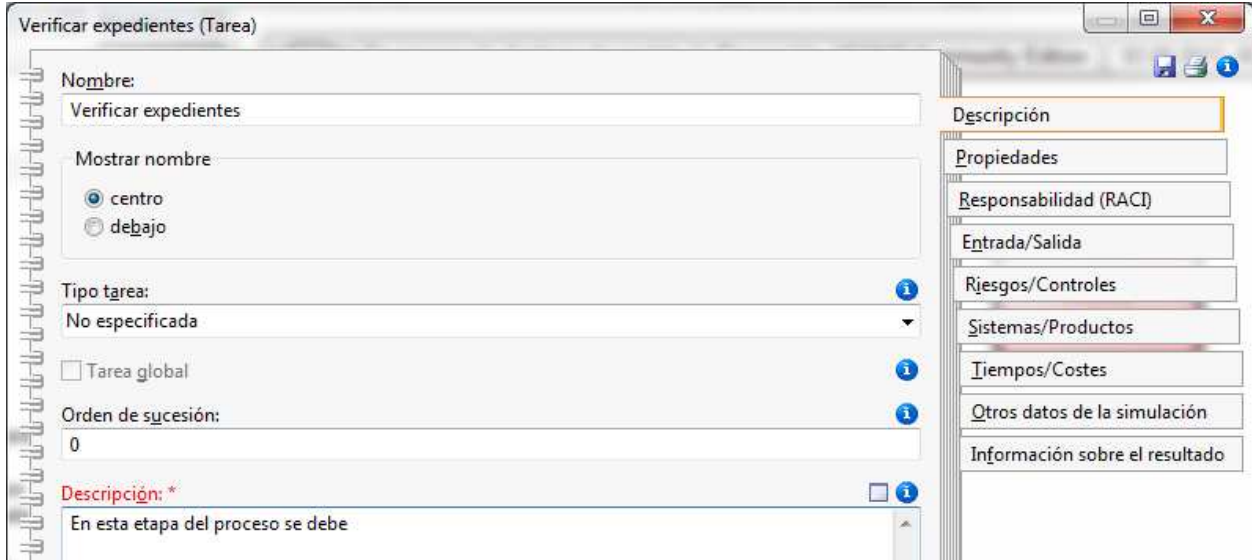 Verificar expedientes (Tarea)
Nombre:
Verificar expedientes
Mostrar nombre
centro
debajo
Tipo tarea:
No especificada
Tarea global
Orden de sucesión:
0
Descripción: *
En esta etapa del proceso se debe
Descripción
Propiedades
Responsabilidad (RACI)
Entrada/Salida
Riesgos/Controles
Sistemas/Productos
Tiempos/Costes
Otros datos de la simulación
Información sobre el resultado